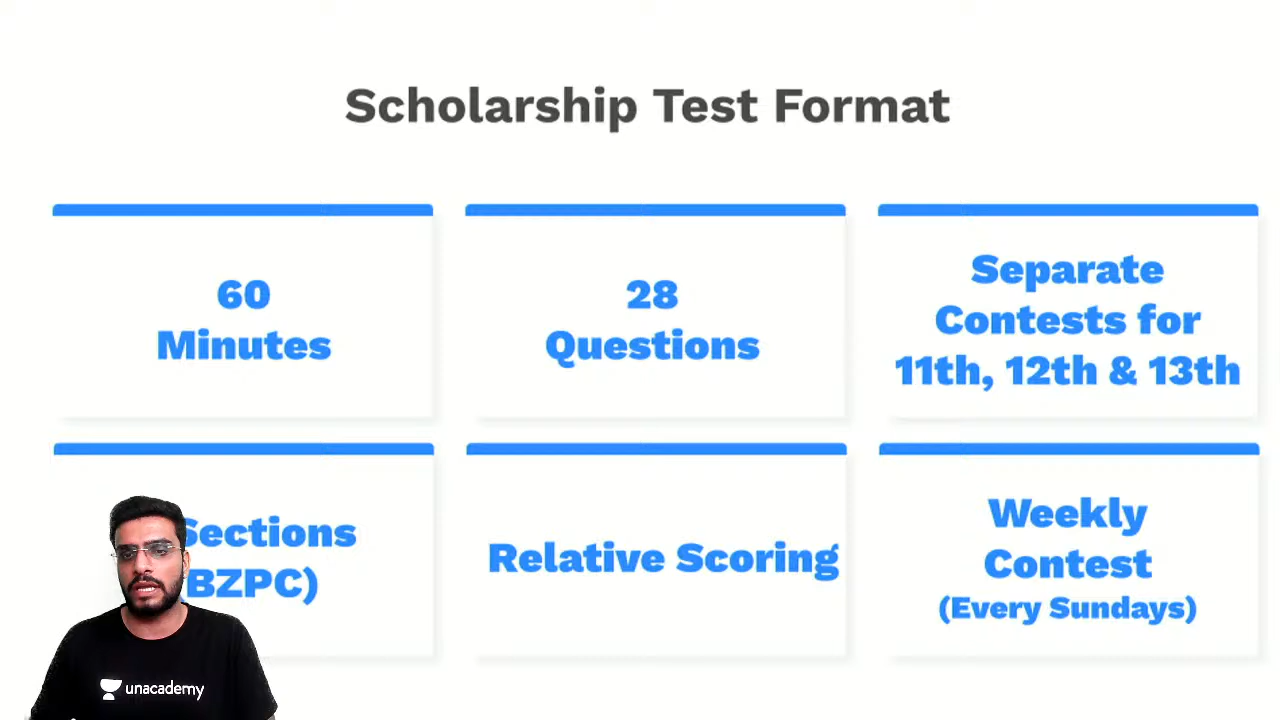 Scholarship Test Format
60
Minutes
28
Questions
Separate
Contests for
11th, 12th & 13th
Sections
(BZPC)
Relative Scoring
Weekly
Contest
(Every Sundays)
unacademy